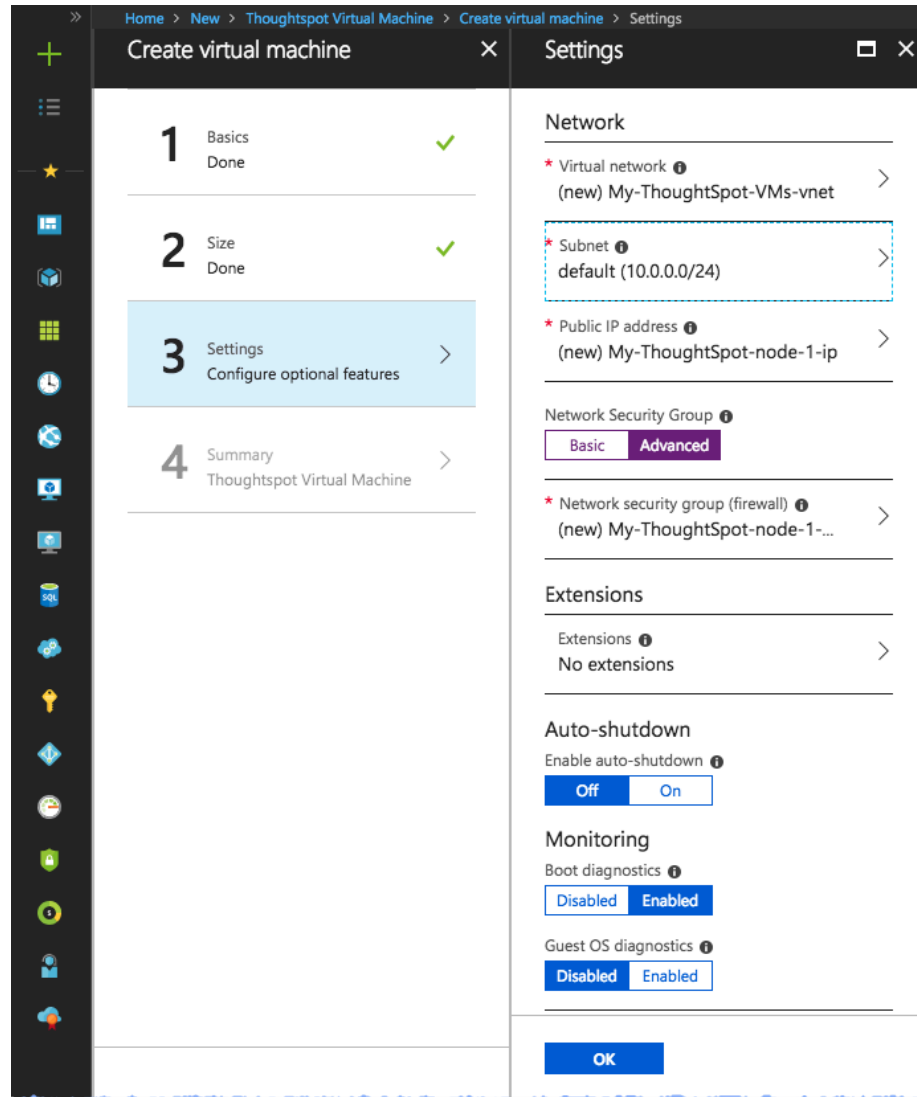 Home > New > Thoughtspot Virtual Machine > Create virtual machine > Settings
Create virtual machine
1
Basics
Done
2
Size
Done
3
Settings
Configure optional features
4
Summary
Thoughtspot Virtual Machine
Settings
Network
* Virtual network
(new) My-ThoughtSpot-VMs-vnet
* Subnet
default (10.0.0.0/24)
* Public IP address
(new) My-ThoughtSpot-node-1-ip
Network Security Group
Basic Advanced
* Network security group (firewall)
(new) My-ThoughtSpot-node-1-...
Extensions
Extensions
No extensions
Auto-shutdown
Enable auto-shutdown
Off On
Monitoring
Boot diagnostics
Disabled Enabled
Guest OS diagnostics
Disabled Enabled
OK
SQL